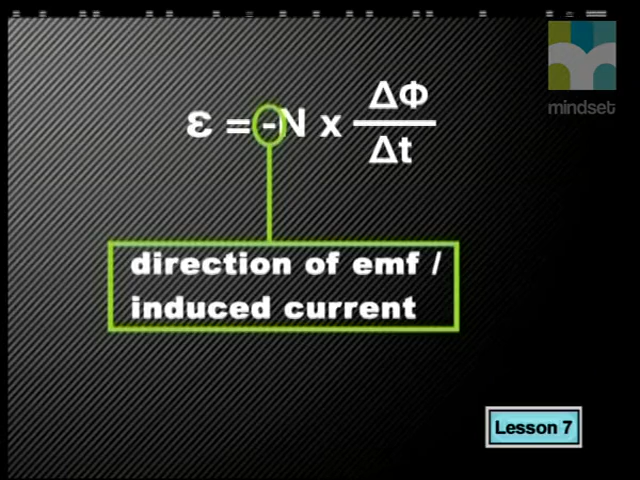 ε = -N x ΔΦ
Δt
mindset
direction of emf /
induced current
Lesson 7